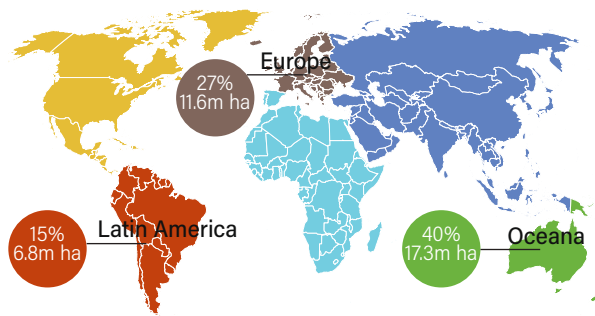 Europe
27%
11.6m ha
Latin America
15%
6.8m ha
Oceana
40%
17.3m ha